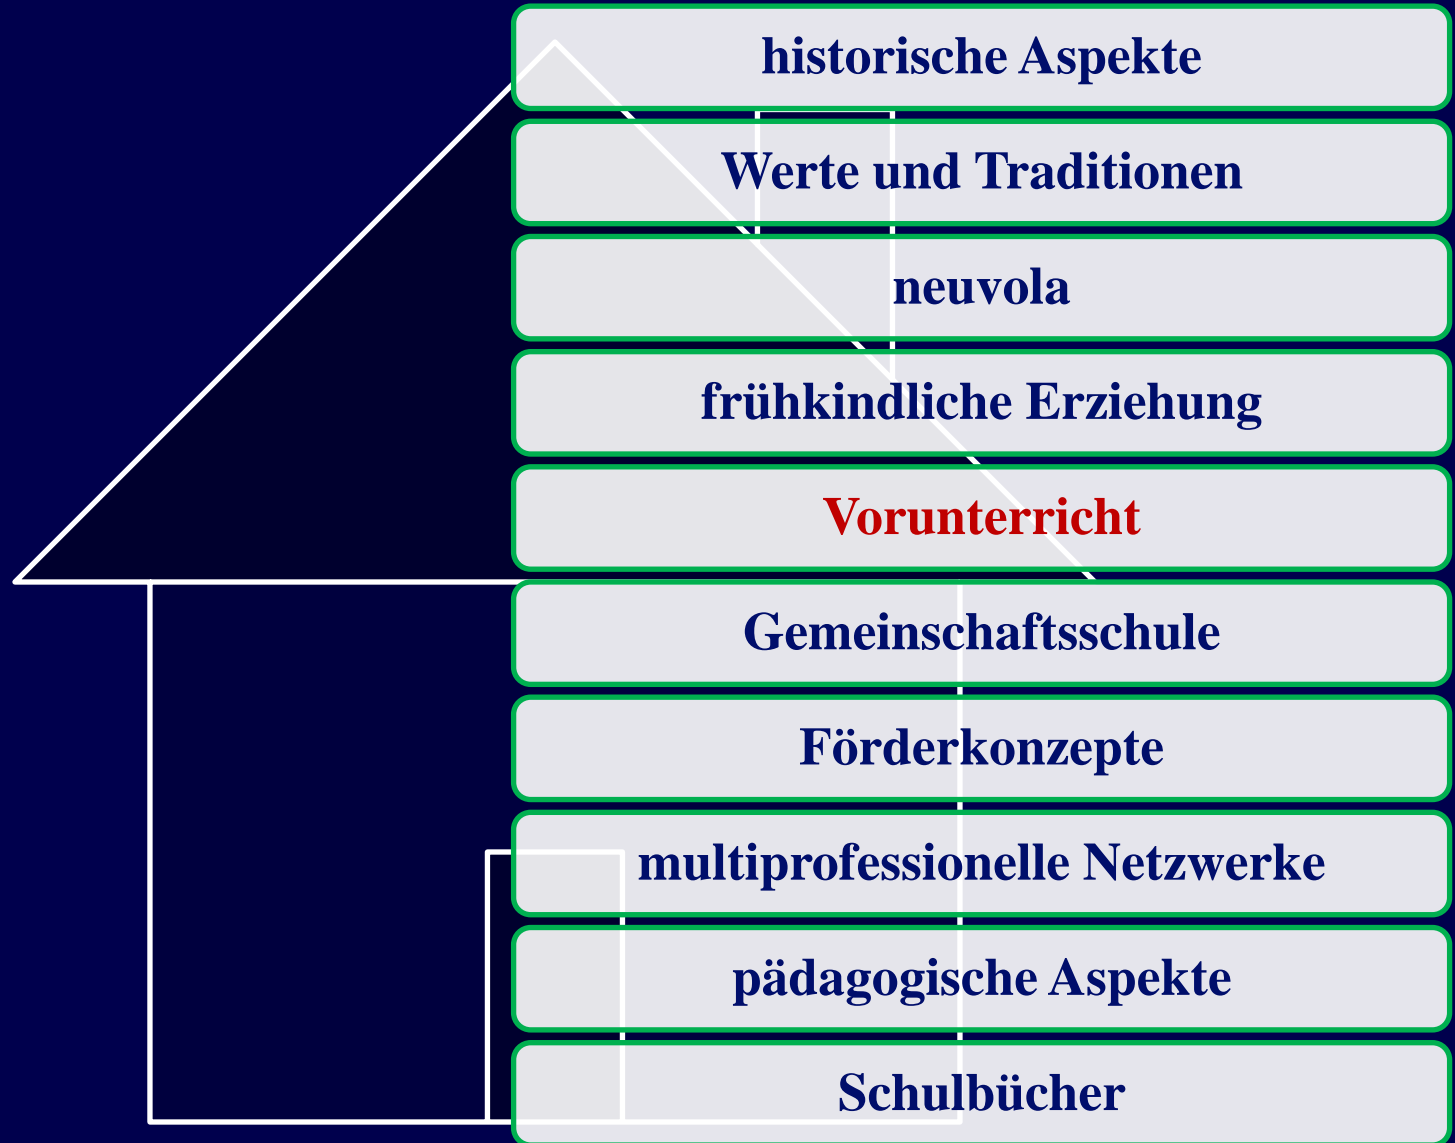 historische Aspekte
Werte und Traditionen
neuvola
frühkindliche Erziehung
Vorunterricht
Gemeinschaftsschule
Förderkonzepte
multiprofessionelle Netzwerke
pädagogische Aspekte
Schulbücher